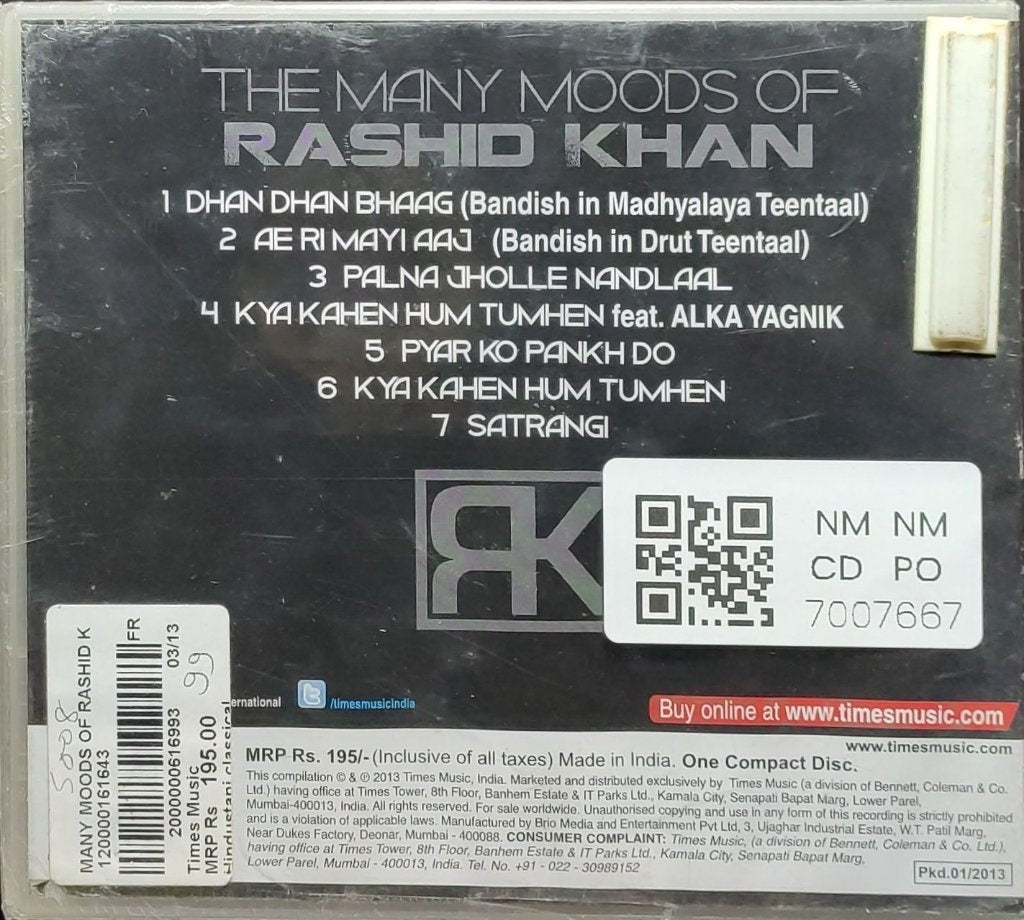 THE MANY MOODS OF
RASHID KHAN
1 DHAN DHAN BHAAG (Bandish in Madhyalaya Teentaal)
2 AE RI MAYI AAJ (Bandish in Drut Teentaal)
3 PALNA JHOLLE NANDLAAL
4 KYA KAHEN HUM TUMHEN feat. ALKA YAGNIK
5 PYAR KO PANKH DO
6 KYA KAHEN HUM TUMHEN
7 SATRANGI
RK
NM NM
CD PO
7007667
5008
MANY MOODS OF RASHID K
120000161643
FR
2000000616993 03/13
Times Music 99
MRP Rs 195.00
Hindustani classical
ernational
/timesmusicindia
Buy online at www.timesmusic.com
www.timesmusic.com
MRP Rs. 195/- (Inclusive of all taxes) Made in India. One Compact Disc.
This compilation © & ℗ 2013 Times Music, India. Marketed and distributed exclusively by Times Music (a division of Bennett, Coleman & Co.
Ltd.) having office at Times Tower, 8th Floor, Banhem Estate & IT Parks Ltd., Kamala City, Senapati Bapat Marg, Lower Parel,
Mumbai-400013, India. All rights reserved. For sale worldwide. Unauthorised copying and use in any form of this recording is strictly prohibited
and is a violation of applicable laws. Manufactured by Brio Media and Entertainment Pvt Ltd, 3, Ujaghar Industrial Estate, W.T. Patil Marg,
Near Dukes Factory, Deonar, Mumbai - 400088. CONSUMER COMPLAINT: Times Music, (a division of Bennett, Coleman & Co. Ltd.),
having office at Times Tower, 8th Floor, Banhem Estate & IT Parks Ltd., Kamala City, Senapati Bapat Marg,
Lower Parel, Mumbai - 400013, India. Tel. No. +91 - 022 - 30989152
Pkd.01/2013